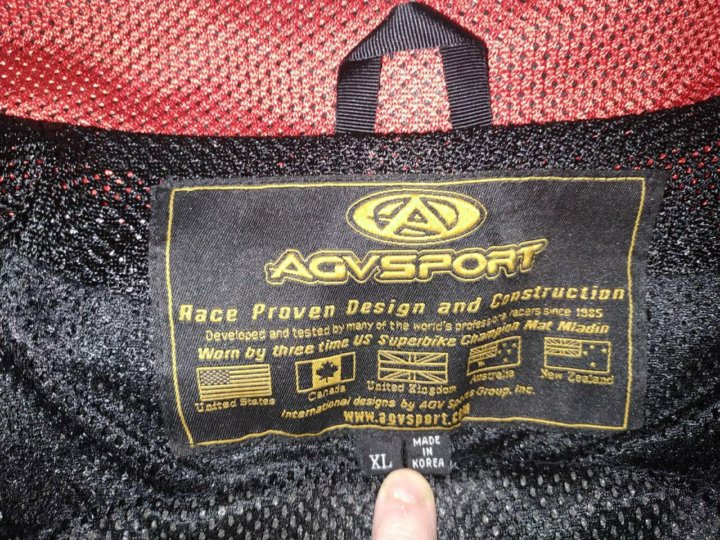 AGVSPORT
Race Proven Design and Construction
Developed and tested by many of the world's professional racers since 1985
Worn by three time US Superbike Champion Mat Mladin
United States Canada United Kingdom Australia New Zealand
International designs by AGV Sports Group, Inc.
www.agvsport.com
XL
MADE
IN
KOREA